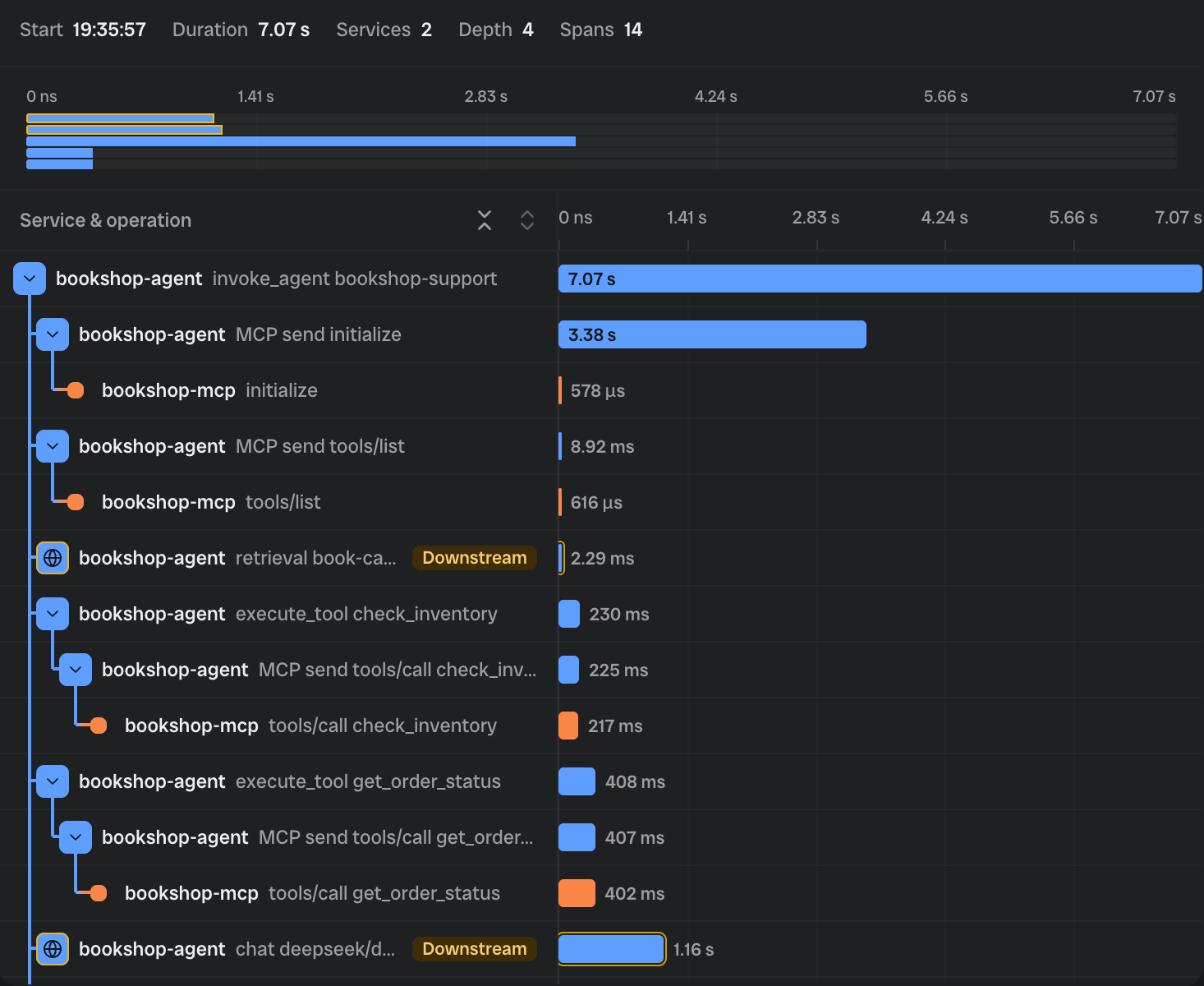 Start 19:35:57 Duration 7.07 s Services 2 Depth 4 Spans 14
0 ns 1.41 s 2.83 s 4.24 s 5.66 s 7.07 s
Service & operation 0 ns 1.41 s 2.83 s 4.24 s 5.66 s 7.07 s
bookshop-agent invoke_agent bookshop-support 7.07 s
bookshop-agent MCP send initialize 3.38 s
bookshop-mcp initialize 578 µs
bookshop-agent MCP send tools/list 8.92 ms
bookshop-mcp tools/list 616 µs
bookshop-agent retrieval book-ca... Downstream 2.29 ms
bookshop-agent execute_tool check_inventory 230 ms
bookshop-agent MCP send tools/call check_inv... 225 ms
bookshop-mcp tools/call check_inventory 217 ms
bookshop-agent execute_tool get_order_status 408 ms
bookshop-agent MCP send tools/call get_order... 407 ms
bookshop-mcp tools/call get_order_status 402 ms
bookshop-agent chat deepseek/d... Downstream 1.16 s